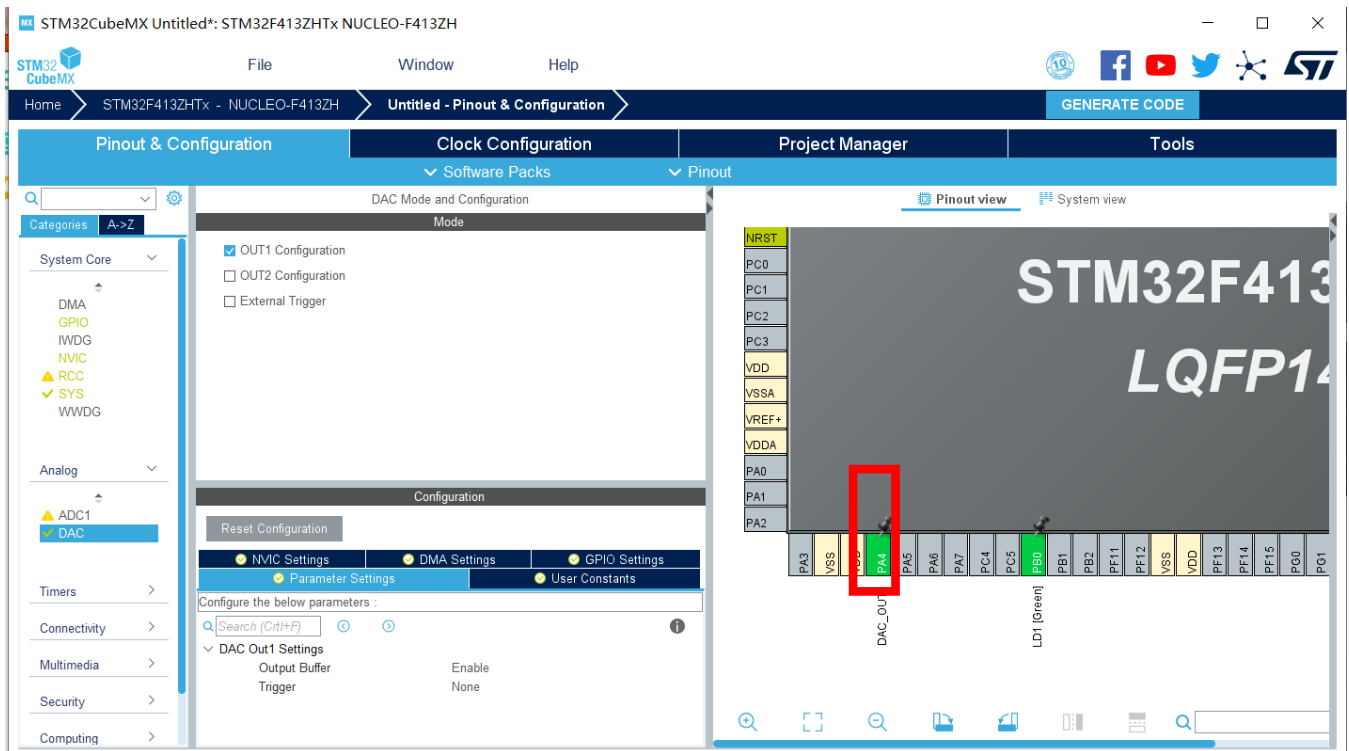 MX STM32CubeMX Untitled*: STM32F413ZHTx NUCLEO-F413ZH
STM32 CubeMX
File
Window
Help
10
ST
Home
STM32F413ZHTx - NUCLEO-F413ZH
Untitled - Pinout & Configuration
GENERATE CODE
Pinout & Configuration
Clock Configuration
Project Manager
Tools
Software Packs
Pinout
Categories
A->Z
System Core
DMA
GPIO
IWDG
NVIC
RCC
SYS
WWDG
Analog
ADC1
DAC
Timers
Connectivity
Multimedia
Security
Computing
DAC Mode and Configuration
Mode
OUT1 Configuration
OUT2 Configuration
External Trigger
Configuration
Reset Configuration
NVIC Settings
DMA Settings
GPIO Settings
Parameter Settings
User Constants
Configure the below parameters :
Search (Crtl+F)
DAC Out1 Settings
Output Buffer Enable
Trigger None
Pinout view
System view
NRST
PC0
PC1
PC2
PC3
VDD
VSSA
VREF+
VDDA
PA0
PA1
PA2
STM32F413
LQFP14
PA3
VSS
VDD
PA4
PA5
PA6
PA7
PC4
PC5
PB0
PB1
PB2
PF11
PF12
VSS
VDD
PF13
PF14
PF15
PG0
PG1
DAC_OUT
LD1 [Green]